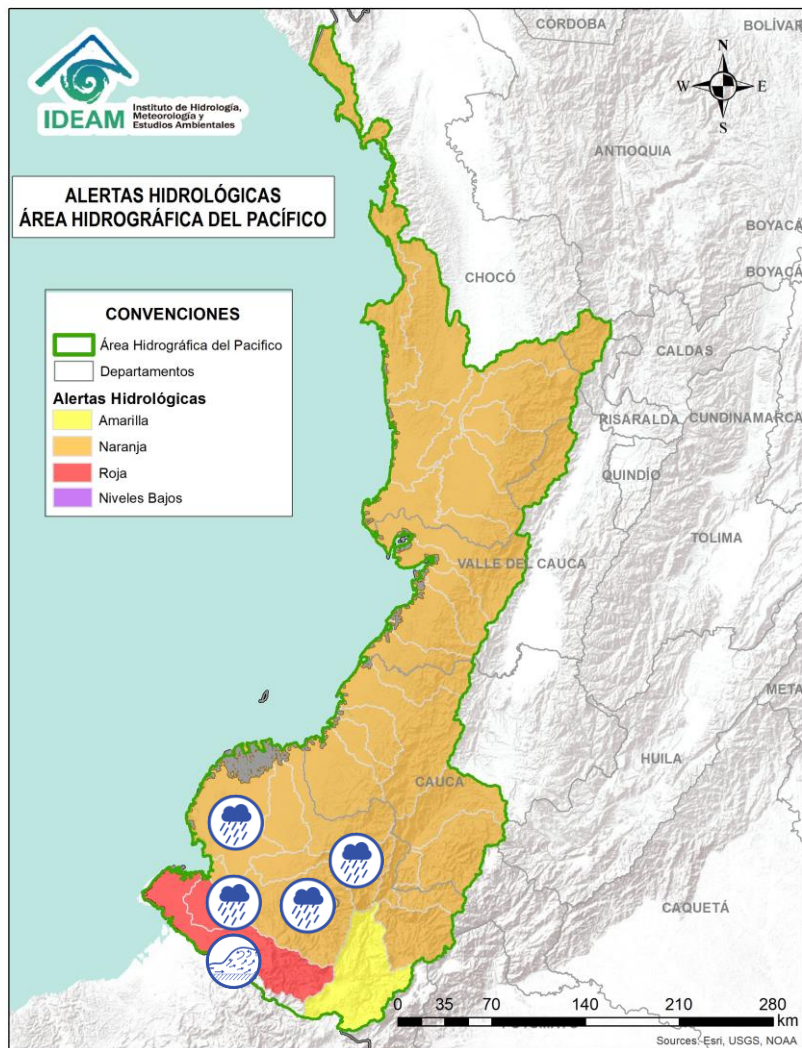 CÓRDOBA
BOLÍVAR
N
W
E
S
IDEAM
Instituto de Hidrología,
Meteorología y
Estudios Ambientales
ANTIOQUIA
ALERTAS HIDROLÓGICAS
ÁREA HIDROGRÁFICA DEL PACÍFICO
BOYACÁ
BOYACÁ
CHOCÓ
CONVENCIONES
Área Hidrográfica del Pacifico
Departamentos
Alertas Hidrológicas
Amarilla
Naranja
Roja
Niveles Bajos
CALDAS
RISARALDA
CUNDINAMARCA
QUINDÍO
TOLIMA
VALLE DEL CAUCA
META
HUILA
CAUCA
CAQUETÁ
0 35 70 140 210 280
km
Sources: Esri, USGS, NOAA